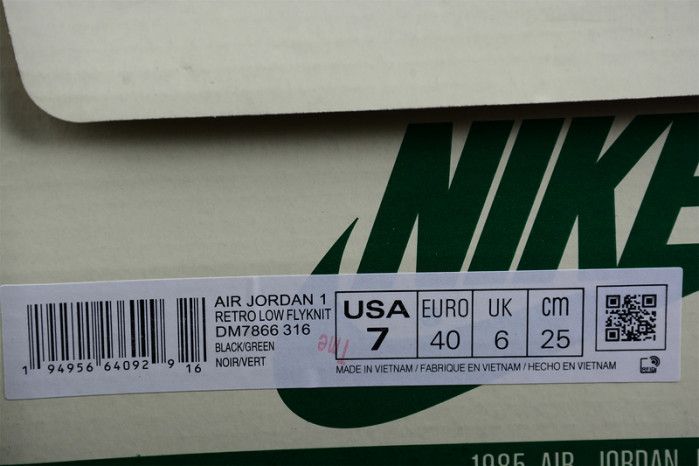 NIKE
AIR JORDAN 1
RETRO LOW FLYKNIT
DM7866 316
BLACK/GREEN
NOIR/VERT
1 94956 64092 9 16
USA
7
EURO
40
UK
6
cm
25
MADE IN VIETNAM / FABRIQUE EN VIETNAM / HECHO EN VIETNAM
1985 AIR JORDAN